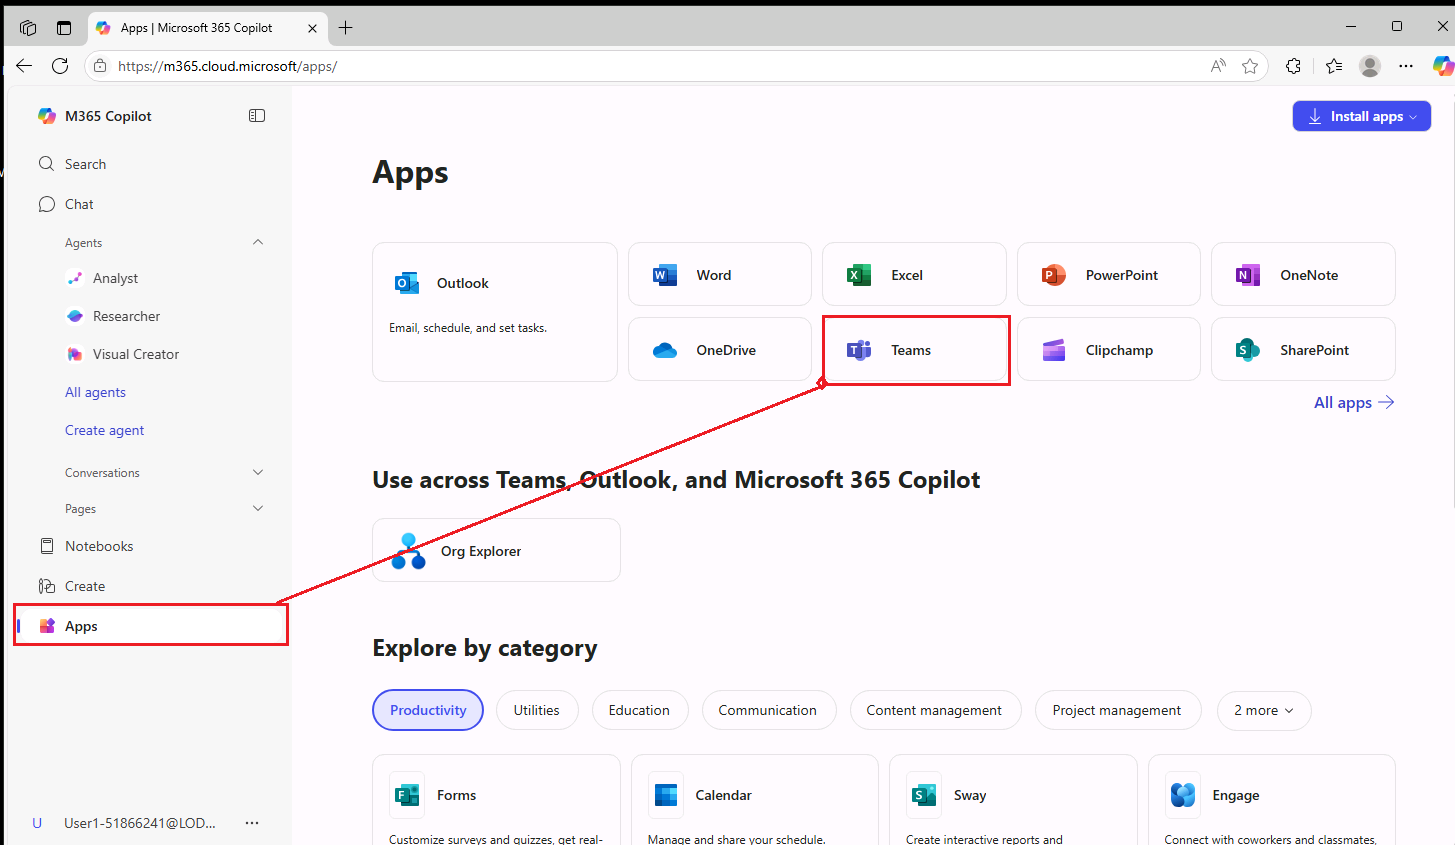 Apps | Microsoft 365 Copilot
https://m365.cloud.microsoft/apps/
M365 Copilot
Search
Chat
Agents
Analyst
Researcher
Visual Creator
All agents
Create agent
Conversations
Pages
Notebooks
Create
Apps
User1-51866241@LOD...
Install apps
Apps
Outlook
Email, schedule, and set tasks.
Word
Excel
PowerPoint
OneNote
OneDrive
Teams
Clipchamp
SharePoint
All apps
Use across Teams, Outlook, and Microsoft 365 Copilot
Org Explorer
Explore by category
Productivity
Utilities
Education
Communication
Content management
Project management
2 more
Forms
Customize surveys and quizzes, get real-
Calendar
Manage and share your schedule.
Sway
Create interactive reports and
Engage
Connect with coworkers and classmates,